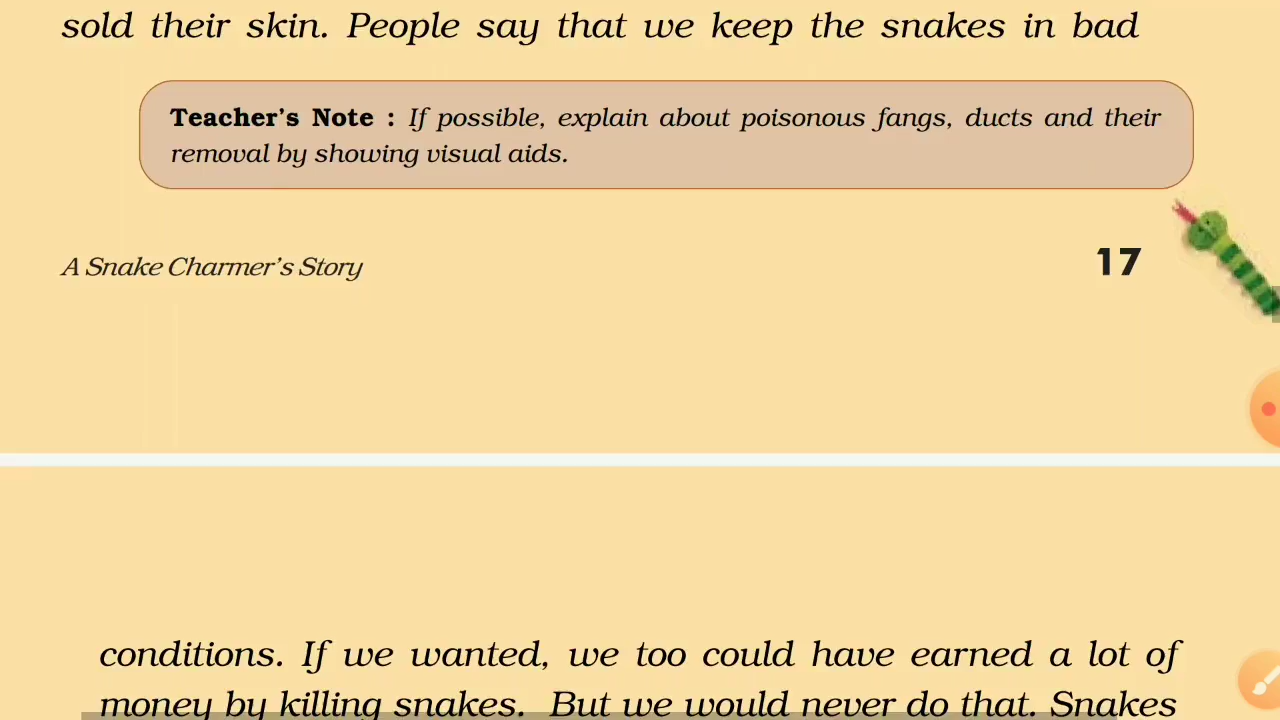 sold their skin. People say that we keep the snakes in bad
Teacher's Note : If possible, explain about poisonous fangs, ducts and their
removal by showing visual aids.
A Snake Charmer's Story
17
conditions. If we wanted, we too could have earned a lot of
money by killing snakes. But we would never do that. Snakes